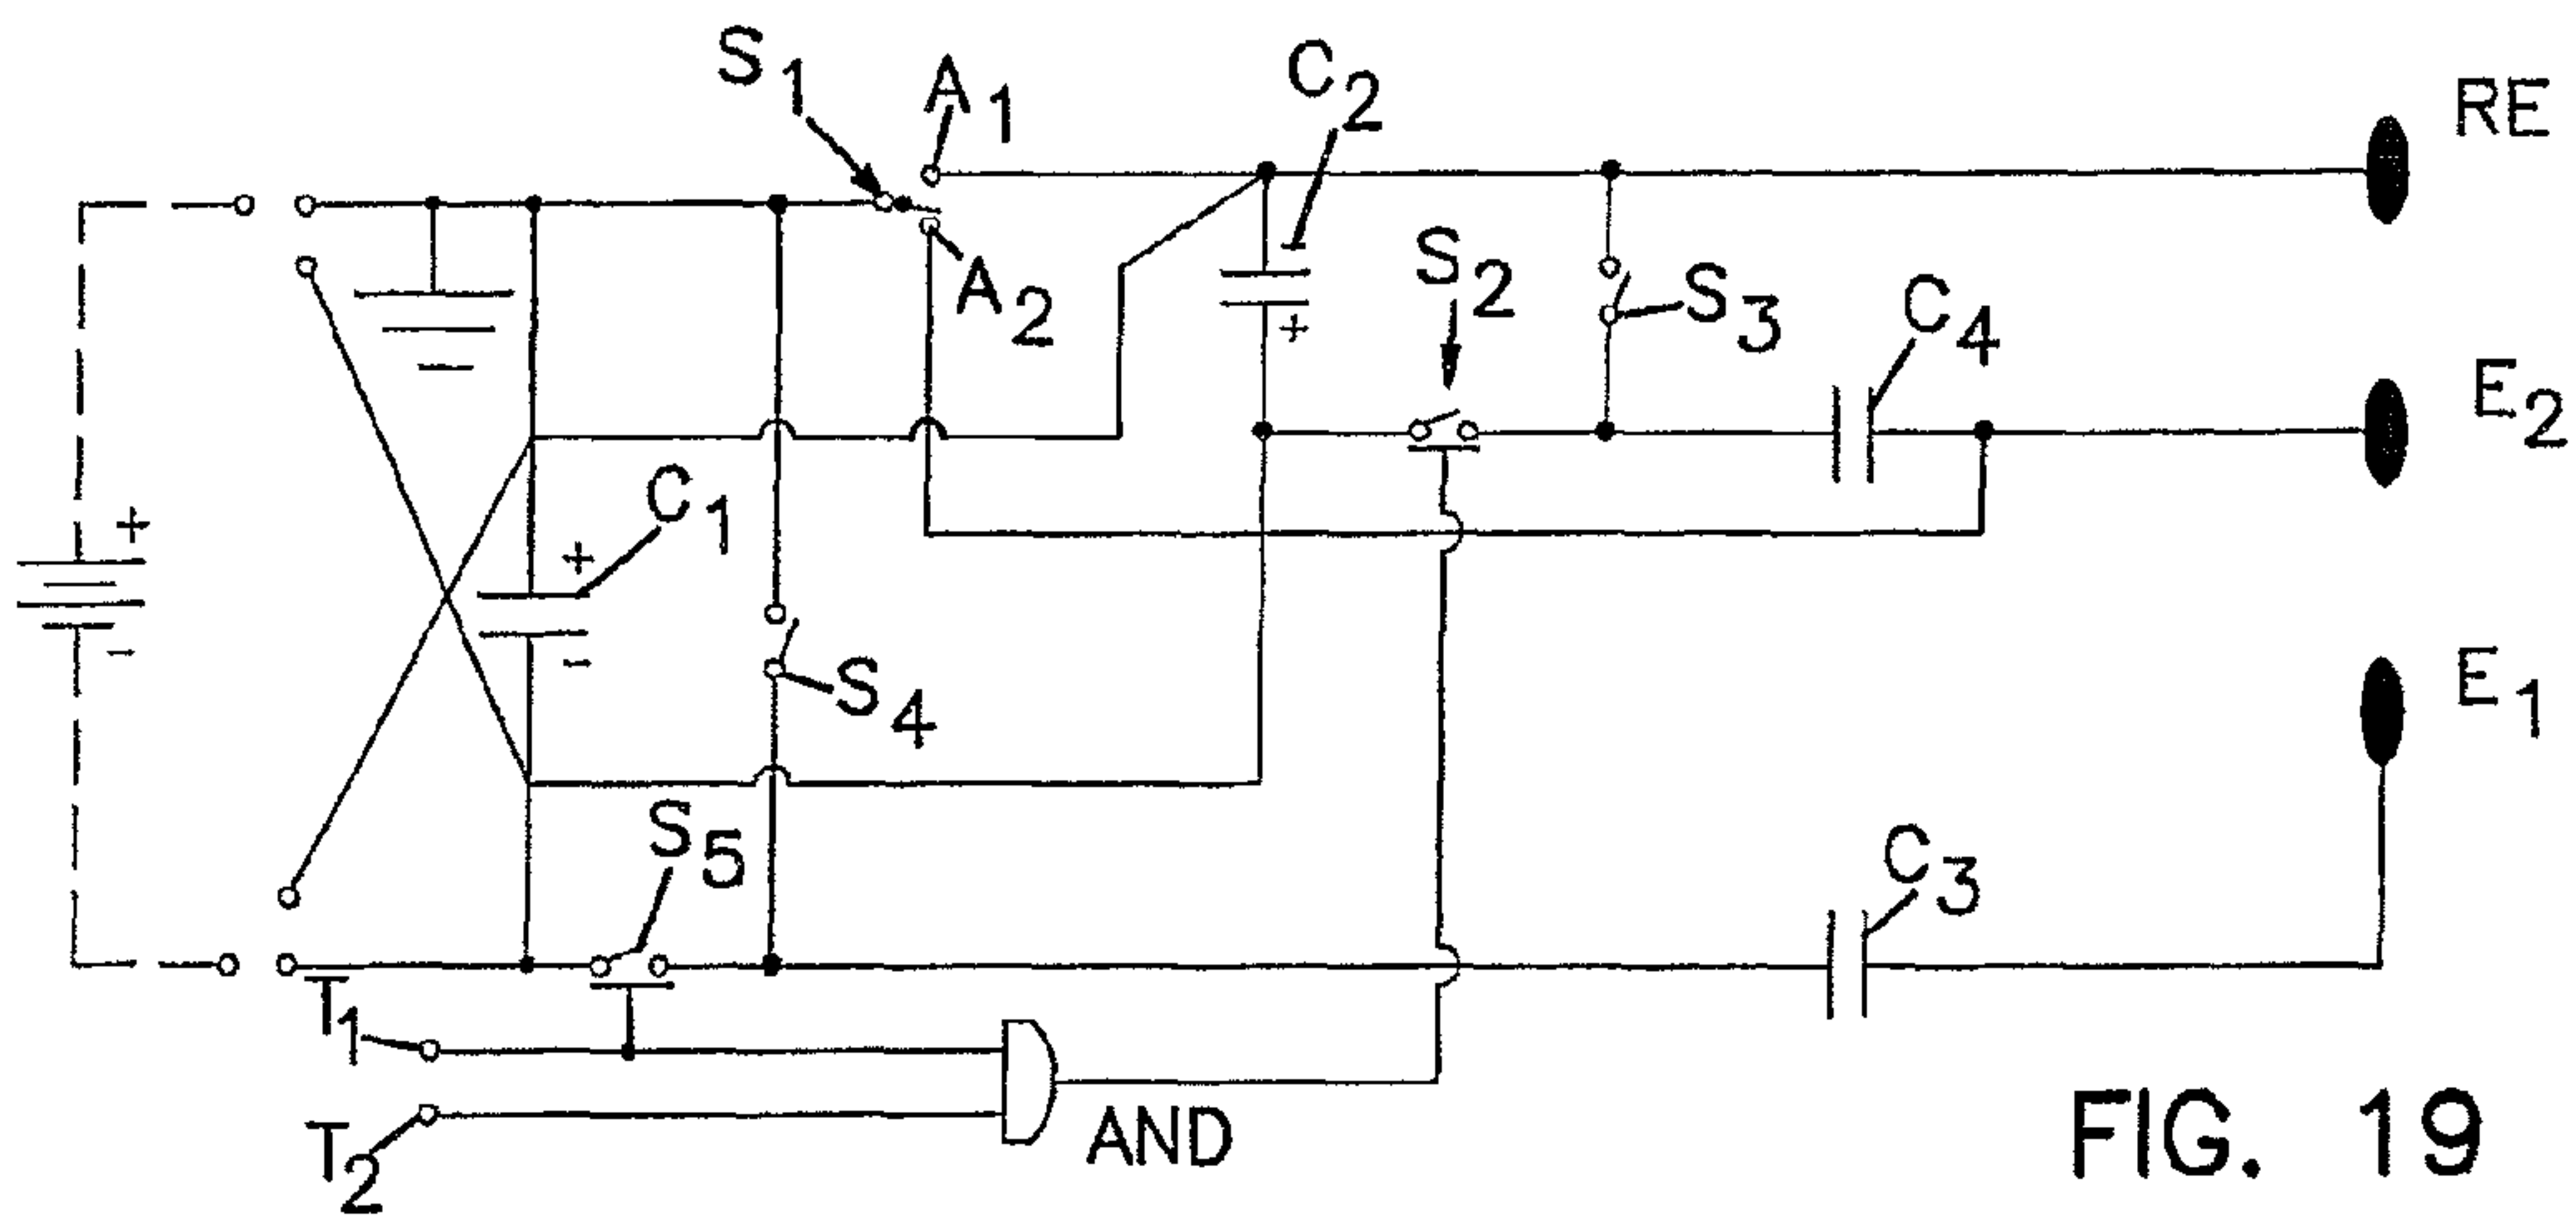 S1
A1
C2
RE
A2
S2
S3
C4
E2
+
+
C1
+
-
-
S4
E1
S5
C3
T1
T2
AND
FIG. 19